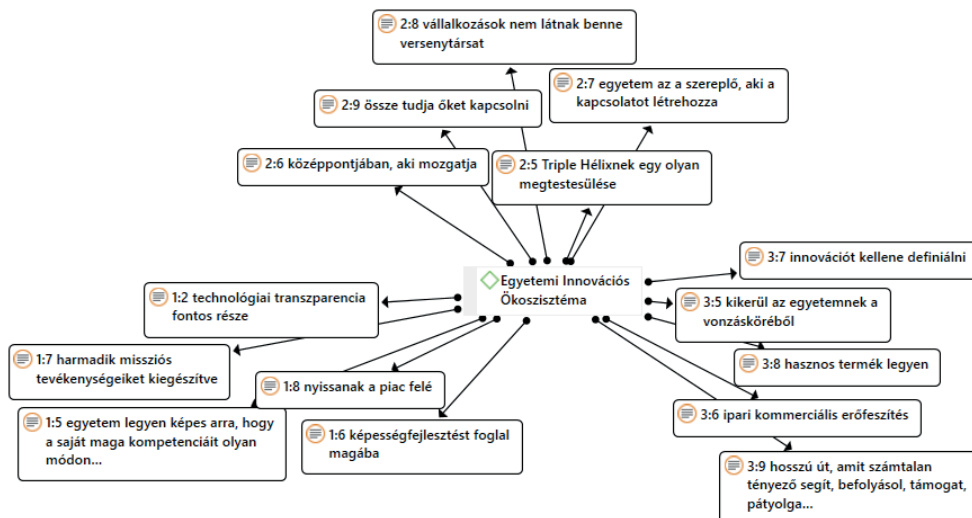 2:8 vállalkozások nem látnak benne
versenytársat
2:7 egyetem az a szereplő, aki a
kapcsolatot létrehozza
2:9 össze tudja őket kapcsolni
2:6 középpontjában, aki mozgatja
2:5 Triple Hélixnek egy olyan
megtestesülése
3:7 innovációt kellene definiálni
Egyetemi Innovációs
Ökoszisztéma
1:2 technológiai transzparencia
fontos része
3:5 kikerül az egyetemnek a
vonzásköréből
1:7 harmadik missziós
tevékenységeiket kiegészítve
3:8 hasznos termék legyen
1:8 nyissanak a piac felé
1:5 egyetem legyen képes arra, hogy
a saját maga kompetenciáit olyan
módon...
1:6 képességfejlesztést foglal
magába
3:6 ipari kommerciális erőfeszítés
3:9 hosszú út, amit számtalan
tényező segít, befolyásol, támogat,
pátyolga...